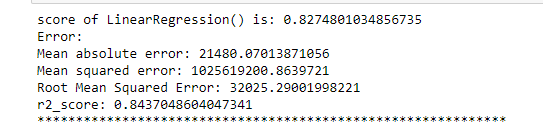 score of LinearRegression() is: 0.8274801034856735
Error:
Mean absolute error: 21480.07013871056
Mean squared error: 1025619200.8639721
Root Mean Squared Error: 32025.29001998221
r2_score: 0.8437048604047341
*************************************************************